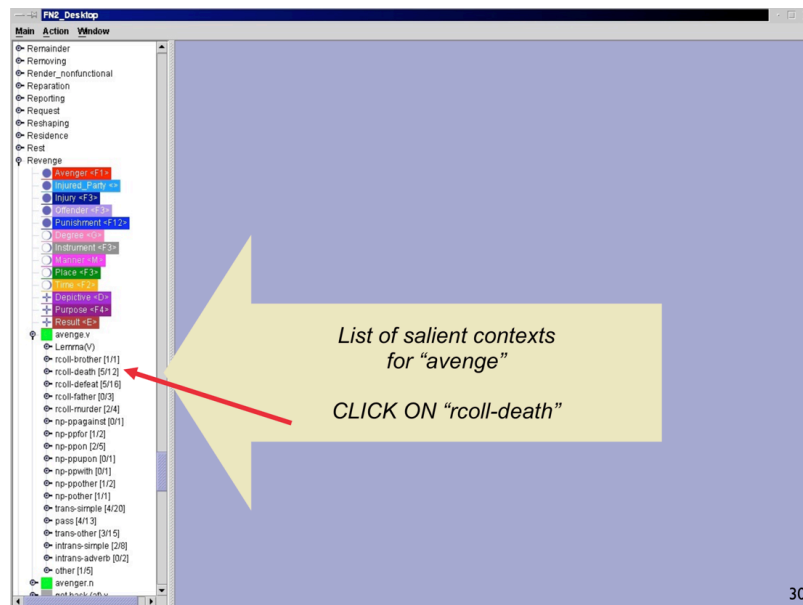 FN2_Desktop
Main Action Window
Remainder
Removing
Render_nonfunctional
Reparation
Reporting
Request
Reshaping
Residence
Rest
Revenge
Avenger <F1>
Injured_Party <>
Injury <F3>
Offender <F3>
Punishment <F12>
Degree <G>
Instrument <F3>
Manner <M>
Place <F3>
Time <F2>
Depictive <D>
Purpose <F4>
Result <E>
avenge.v
Lemma(V)
rcoll-brother [1/1]
rcoll-death [5/12]
rcoll-defeat [5/16]
rcoll-father [0/3]
rcoll-murder [2/4]
np-ppagainst [0/1]
np-ppfor [1/2]
np-ppon [2/5]
np-ppupon [0/1]
np-ppwith [0/1]
np-ppother [1/2]
np-pother [1/1]
trans-simple [4/20]
pass [4/13]
trans-other [3/15]
intrans-simple [2/8]
intrans-adverb [0/2]
other [1/5]
avenger.n
List of salient contexts
for “avenge”
CLICK ON “rcoll-death”
30